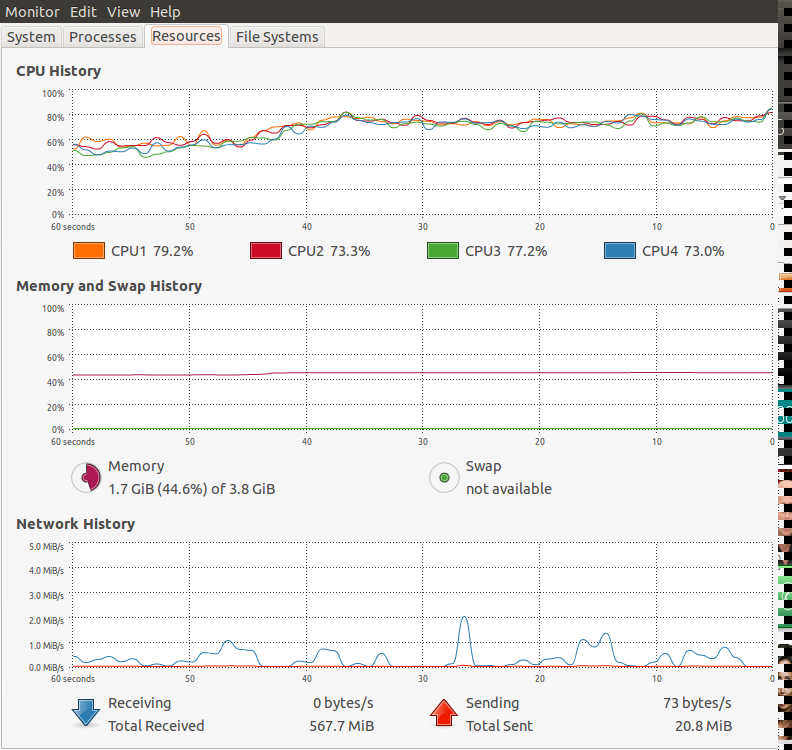 Monitor Edit View Help
System Processes Resources File Systems
CPU History
100%
80%
60%
40%
20%
0%
60 seconds 50 40 30 20 10 0
CPU1 79.2% CPU2 73.3% CPU3 77.2% CPU4 73.0%
Memory and Swap History
100%
80%
60%
40%
20%
0%
60 seconds 50 40 30 20 10 0
Memory Swap
1.7 GiB (44.6%) of 3.8 GiB not available
Network History
5.0 MiB/s
4.0 MiB/s
3.0 MiB/s
2.0 MiB/s
1.0 MiB/s
0.0 MiB/s
60 seconds 50 40 30 20 10 0
Receiving 0 bytes/s Sending 73 bytes/s
Total Received 567.7 MiB Total Sent 20.8 MiB